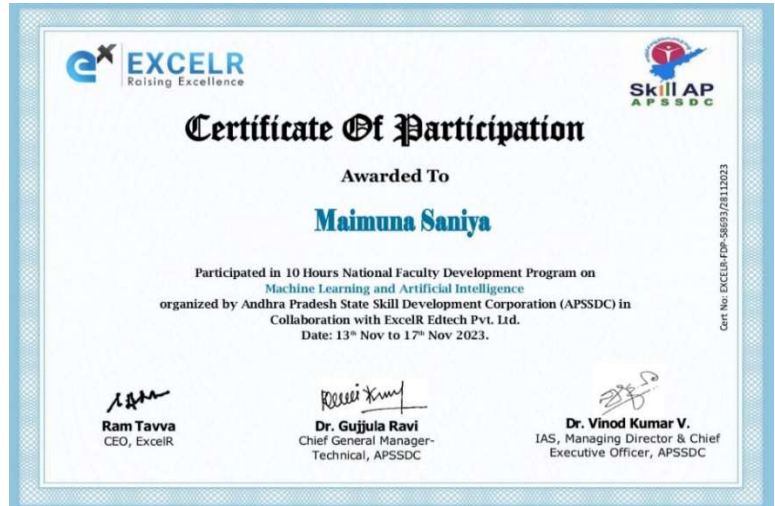 ex EXCELR
Raising Excellence
Skill AP
APSSDC
Certificate Of Participation
Awarded To
Maimuna Saniya
Participated in 10 Hours National Faculty Development Program on
Machine Learning and Artificial Intelligence
organized by Andhra Pradesh State Skill Development Corporation (APSSDC) in
Collaboration with ExcelR Edtech Pvt. Ltd.
Date: 13th Nov to 17th Nov 2023.
Cert No: EXCELR-FDP-58693/28112023
Ram Tavva
CEO, ExcelR
Dr. Gujjula Ravi
Chief General Manager-
Technical, APSSDC
Dr. Vinod Kumar V.
IAS, Managing Director & Chief
Executive Officer, APSSDC